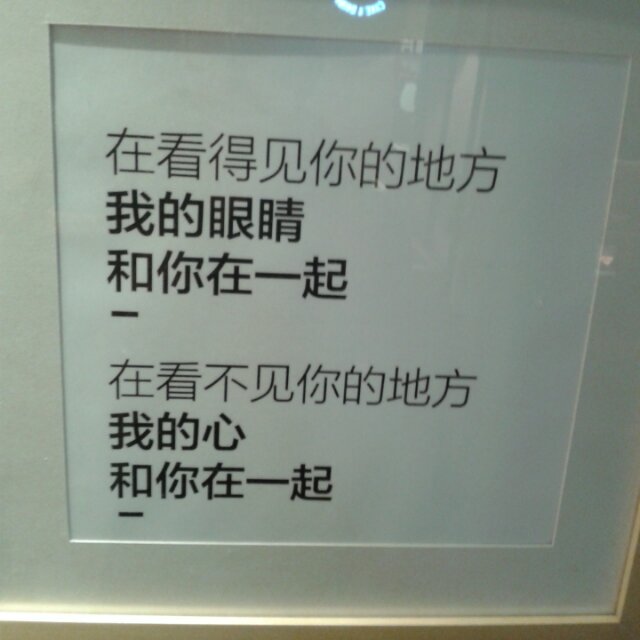 在看得见你的地方
我的眼睛
和你在一起
在看不见你的地方
我的心
和你在一起